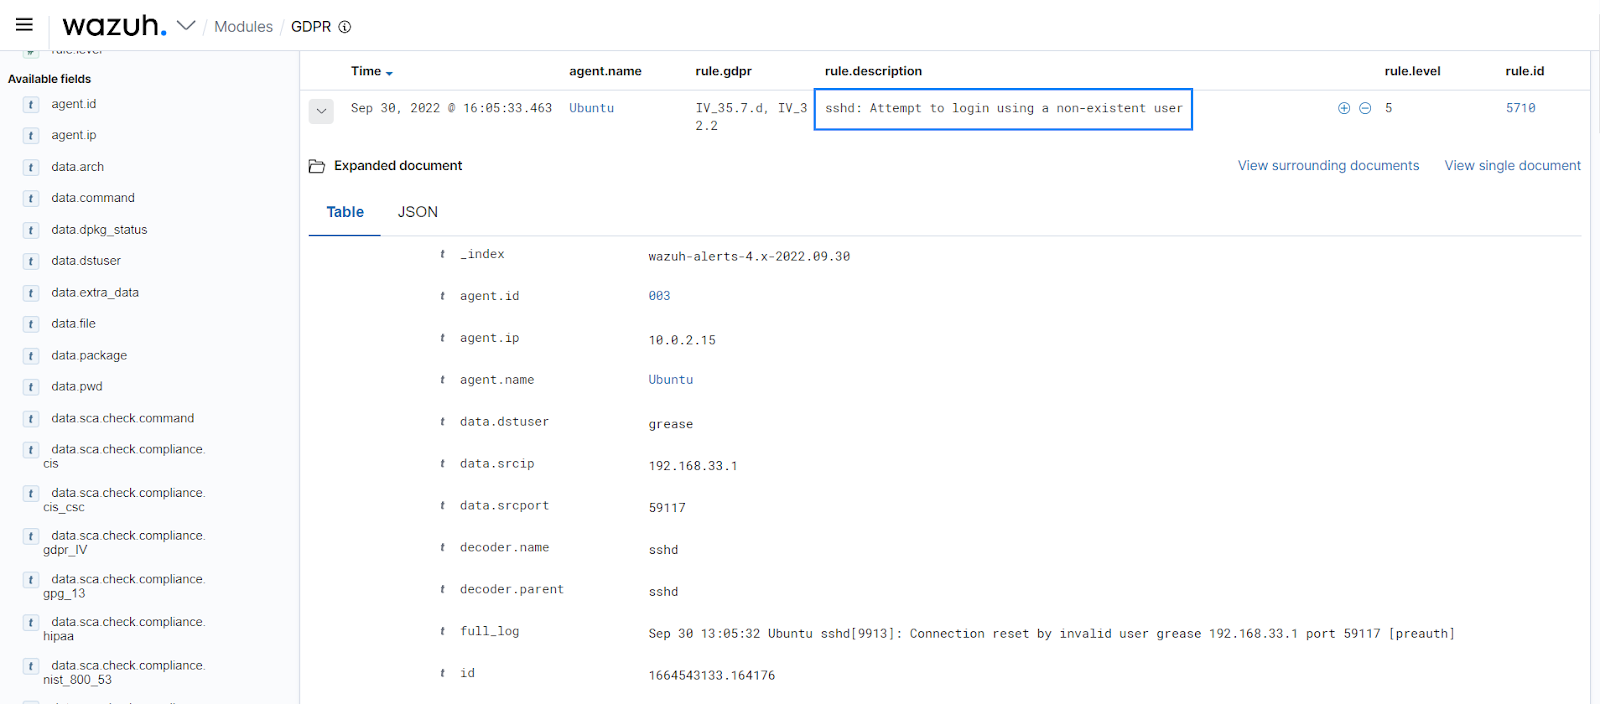 wazuh. / Modules / GDPR
rule.level
Available fields
t agent.id
t agent.ip
t data.arch
t data.command
t data.dpkg_status
t data.dstuser
t data.extra_data
t data.file
t data.package
t data.pwd
t data.sca.check.command
t data.sca.check.compliance.
cis
t data.sca.check.compliance.
cis_csc
t data.sca.check.compliance.
gdpr_IV
t data.sca.check.compliance.
gpg_13
t data.sca.check.compliance.
hipaa
t data.sca.check.compliance.
nist_800_53
Time agent.name rule.gdpr rule.description rule.level rule.id
Sep 30, 2022 @ 16:05:33.463 Ubuntu IV_35.7.d, IV_3 sshd: Attempt to login using a non-existent user 5 5710
2.2
Expanded document View surrounding documents View single document
Table JSON
t _index wazuh-alerts-4.x-2022.09.30
t agent.id 003
t agent.ip 10.0.2.15
t agent.name Ubuntu
t data.dstuser grease
t data.srcip 192.168.33.1
t data.srcport 59117
t decoder.name sshd
t decoder.parent sshd
t full_log Sep 30 13:05:32 Ubuntu sshd[9913]: Connection reset by invalid user grease 192.168.33.1 port 59117 [preauth]
t id 1664543133.164176